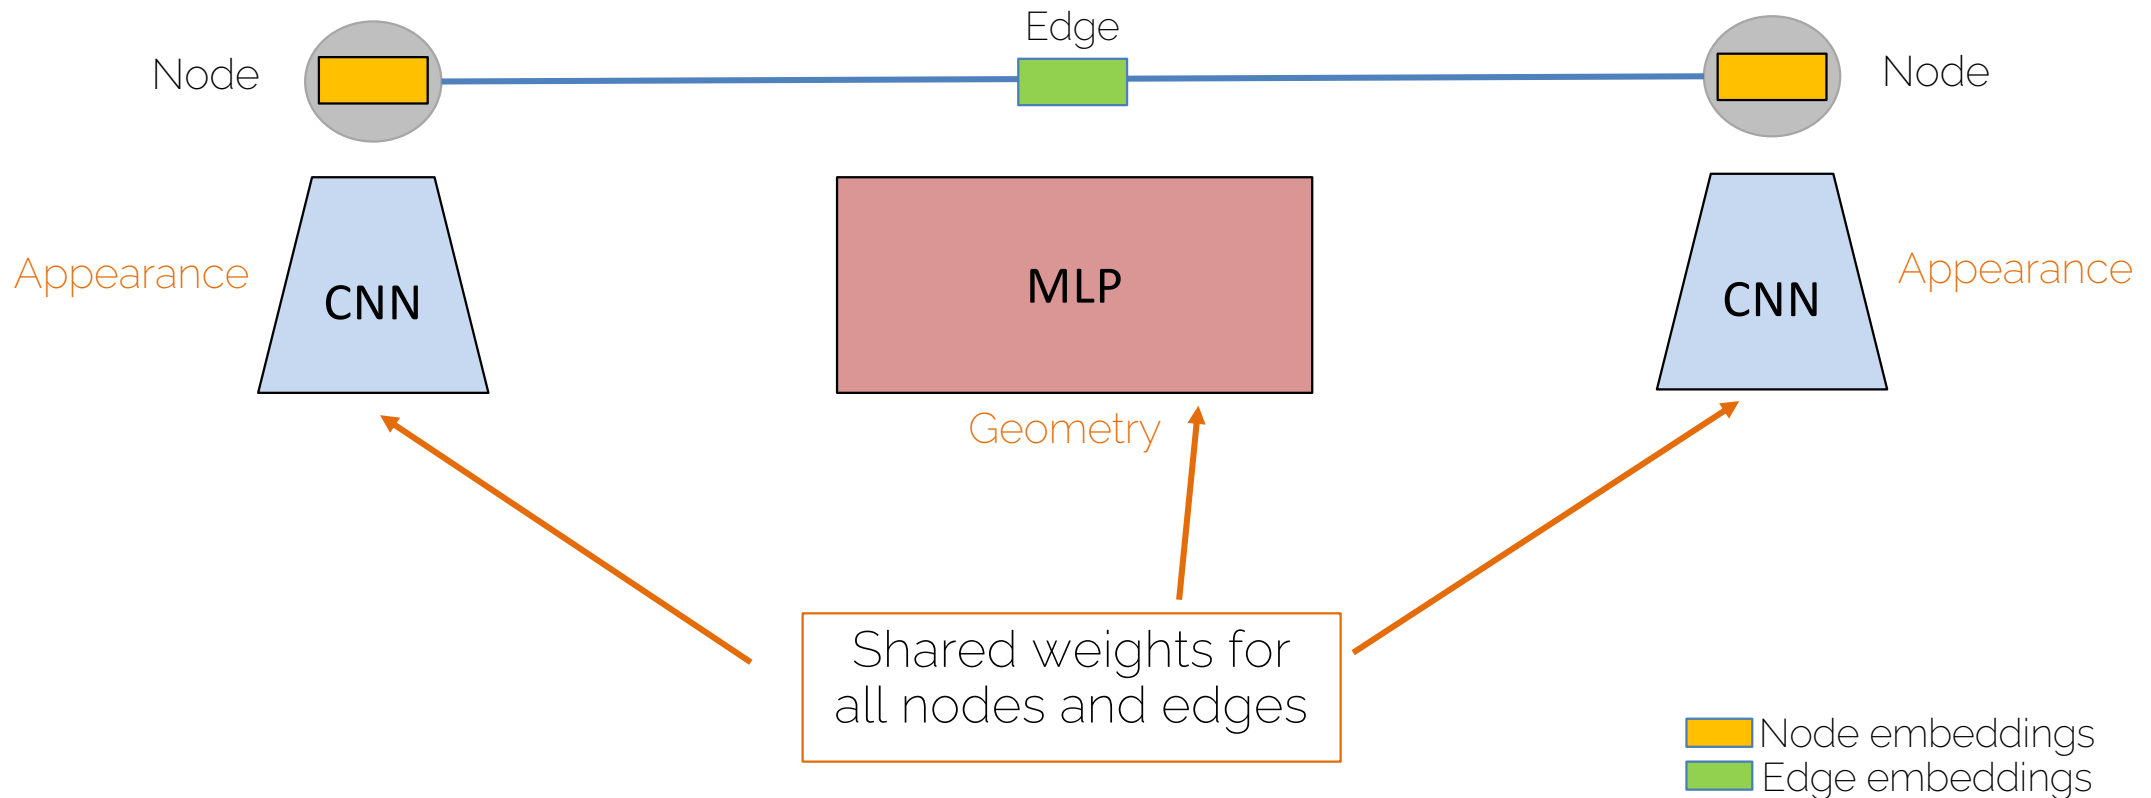 Edge
Node
Node
Appearance
CNN
MLP
CNN
Appearance
Geometry
Shared weights for
all nodes and edges
Node embeddings
Edge embeddings